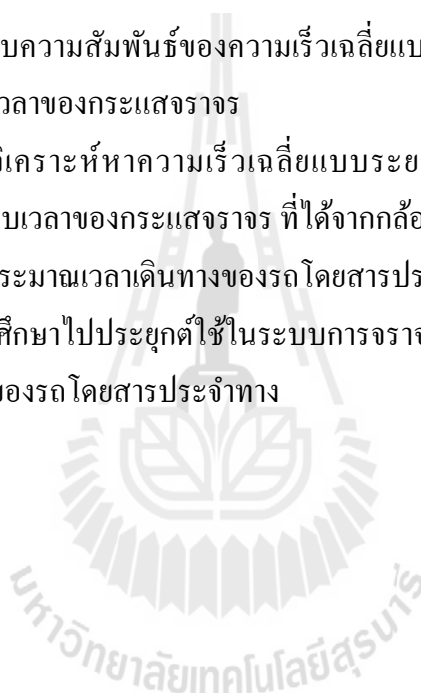 บความสัมพันธ์ของความเร็วเฉลี่ยแบบ
วลาของกระแสจราจร
วิเคราะห์หาความเร็วเฉลี่ยแบบระย
บเวลาของกระแสจราจร ที่ได้จากกล้อ
ประมาณเวลาเดินทางของรถโดยสารประ
ศึกษาไปประยุกต์ใช้ในระบบการจราจ
ของรถโดยสารประจำทาง
มหาวิทยาลัยเทคโนโลยีสุรนารี